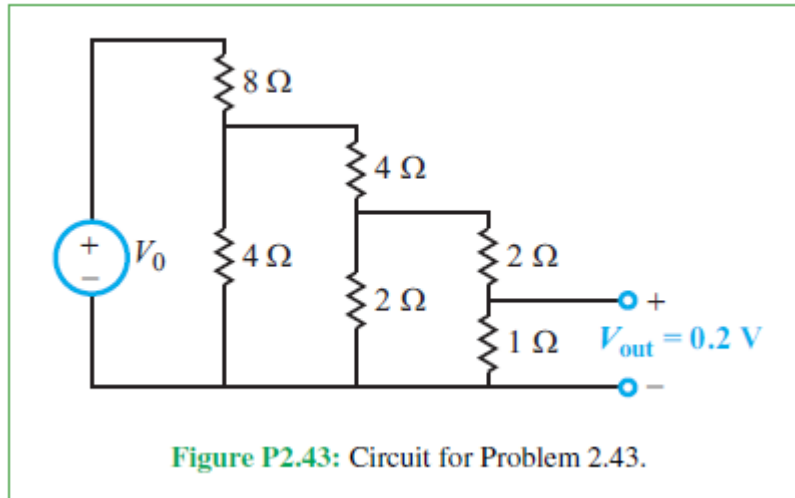 8 Ω
4 Ω
+
−
V₀
4 Ω
2 Ω
2 Ω
+
1 Ω
Vout = 0.2 V
−
Figure P2.43: Circuit for Problem 2.43.